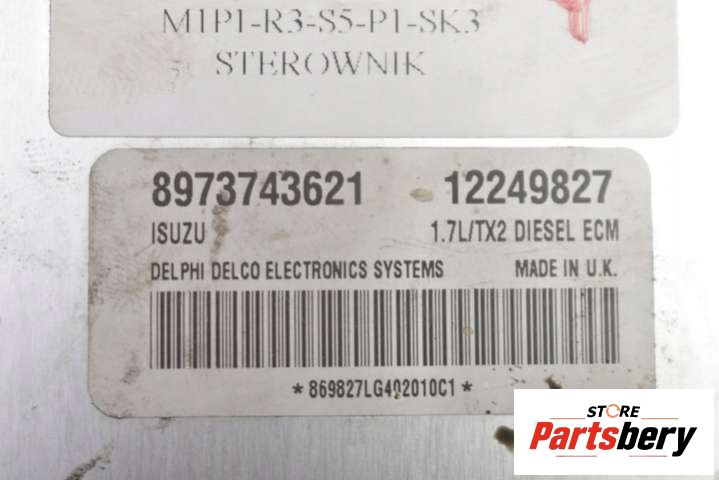 M1P1-R3-S5-P1-SK3
STEROWNIK
8973743621 12249827
ISUZU 1.7L/TX2 DIESEL ECM
DELPHI DELCO ELECTRONICS SYSTEMS MADE IN U.K.
*869827LG402010C1*
STORE
Partsbery